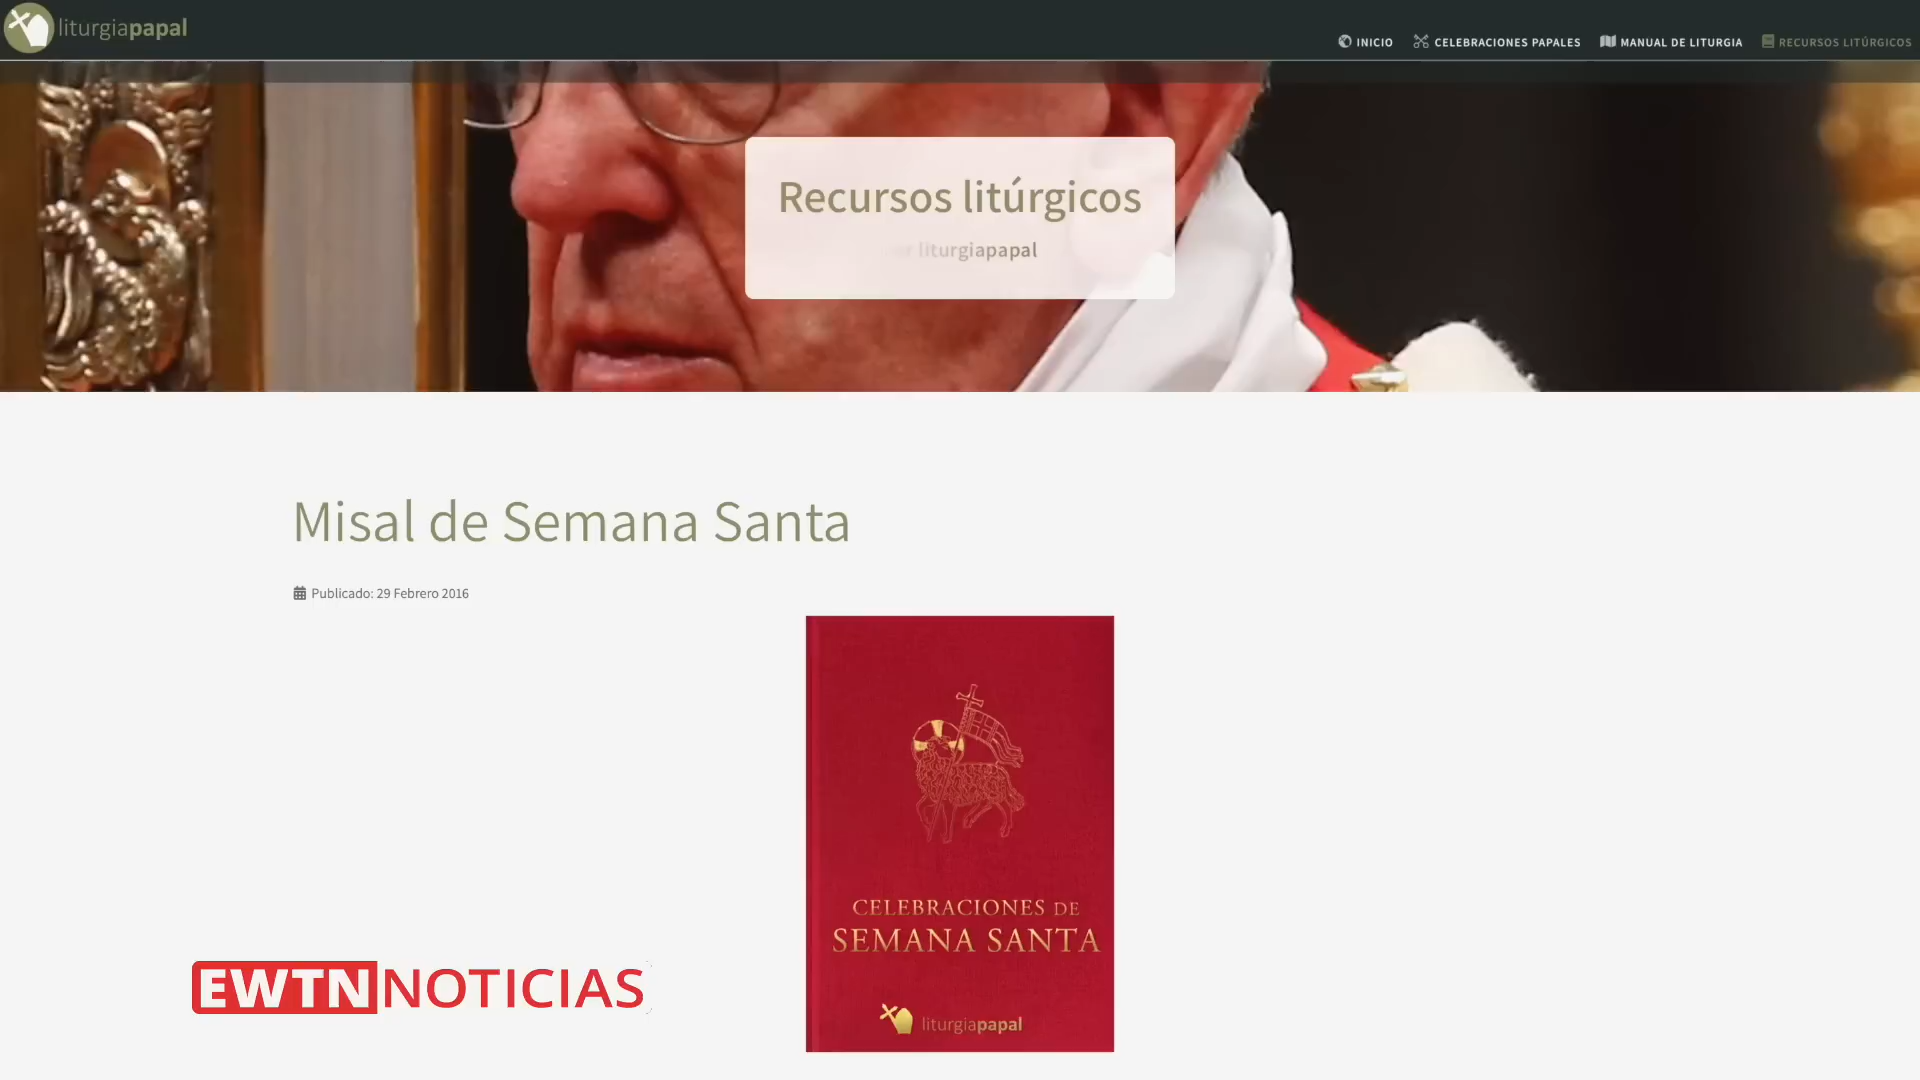 liturgiapapal
INICIO
CELEBRACIONES PAPALES
MANUAL DE LITURGIA
RECURSOS LITÚRGICOS
Recursos litúrgicos
liturgiapapal
Misal de Semana Santa
Publicado: 29 Febrero 2016
CELEBRACIONES DE
SEMANA SANTA
liturgiapapal
EWTN NOTICIAS